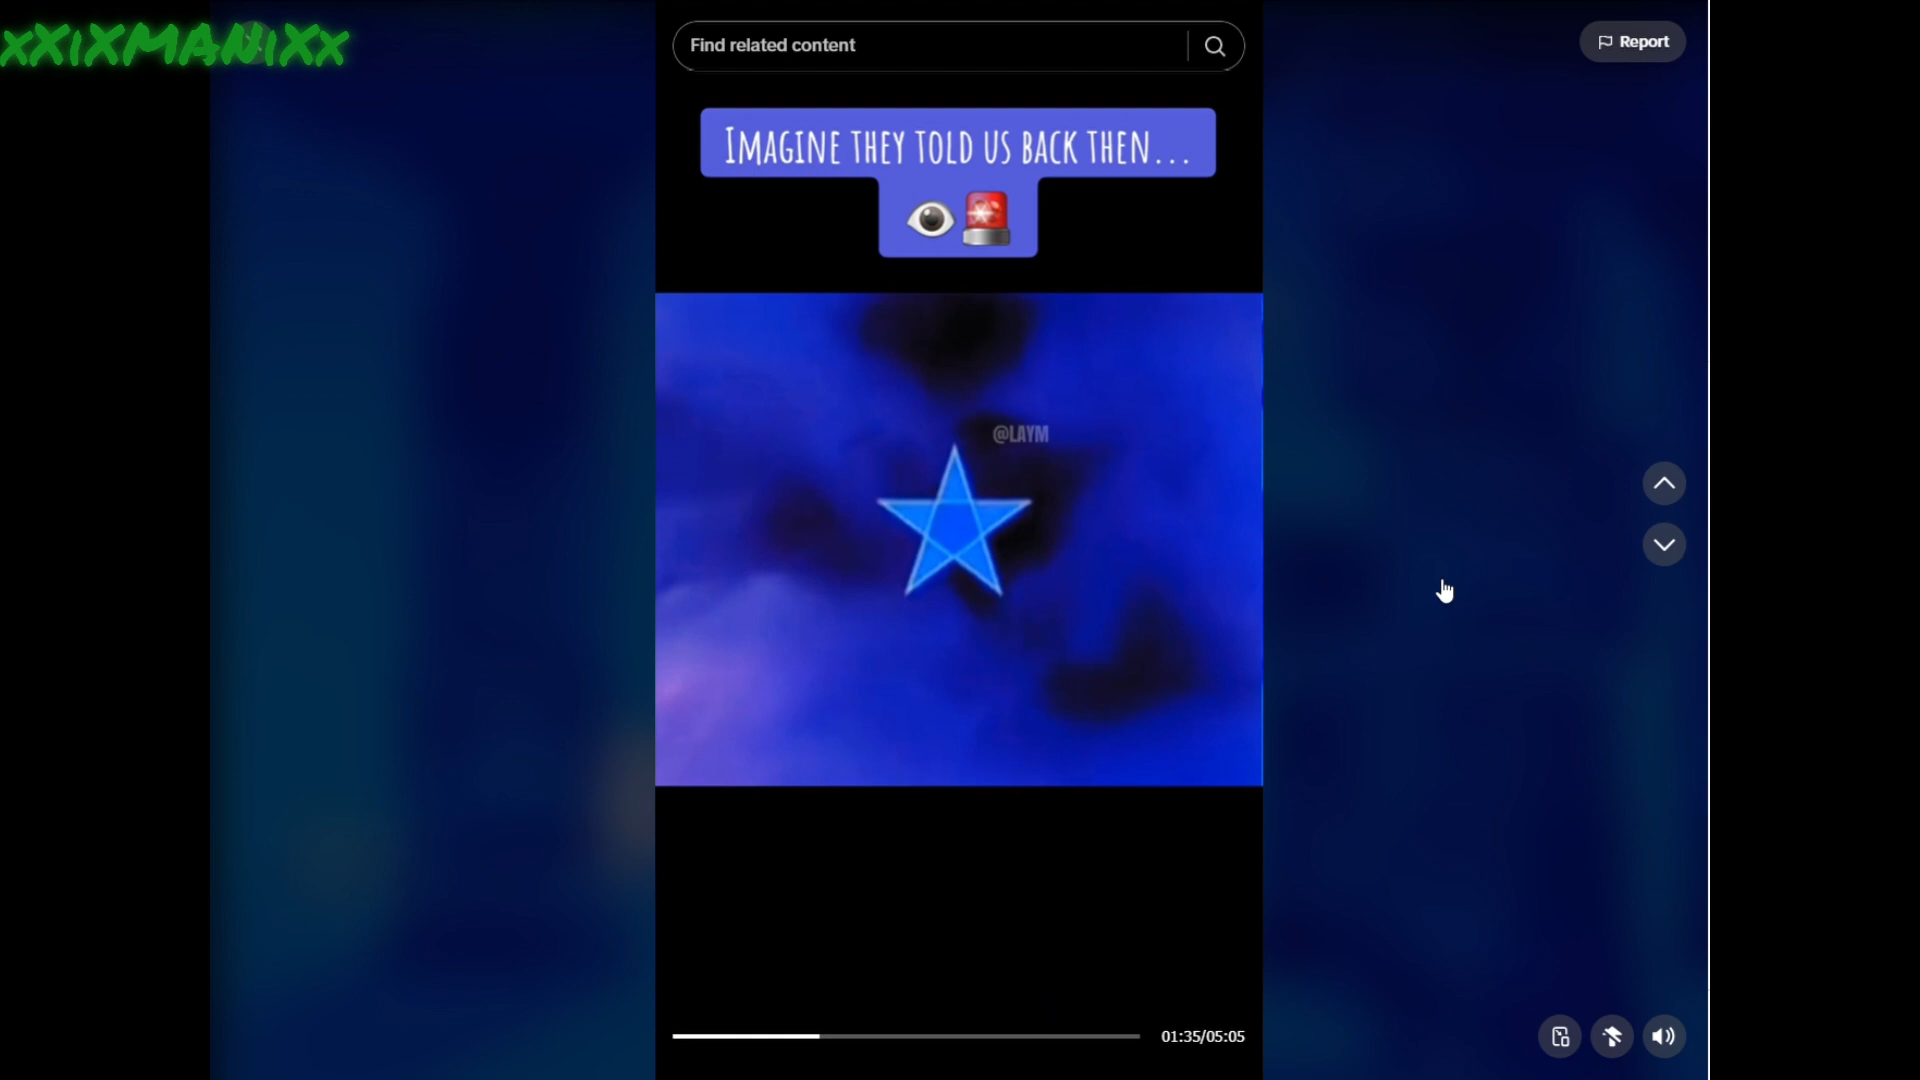 xXiXMANiXx
Find related content
Report
IMAGINE THEY TOLD US BACK THEN...
@LAYM
01:35/05:05